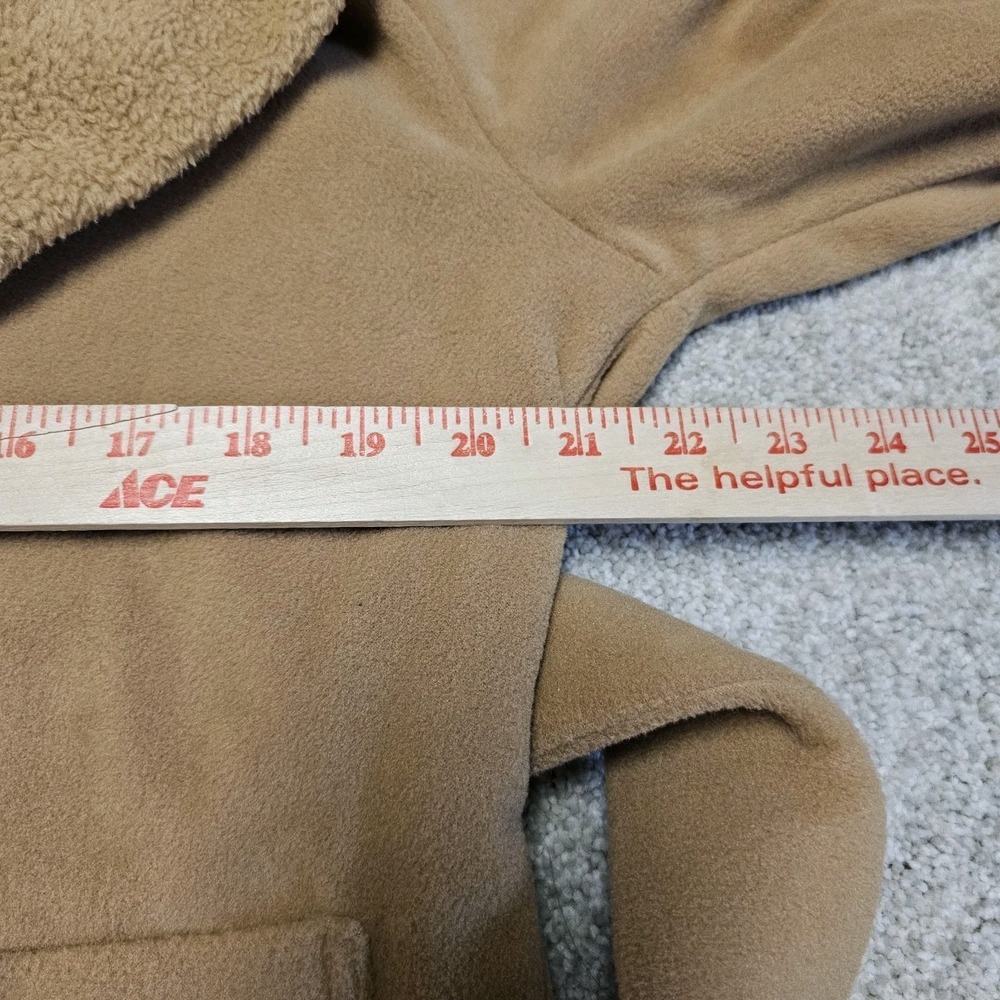 16 17 18 19 20 21 22 23 24 25
ACE The helpful place.